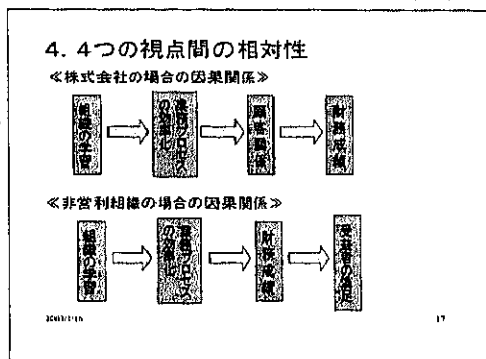 4. 4つの視点間の相対性
≪株式会社の場合の因果関係≫
組織の学習
業務プロセス
の効率化
顧客関係
財務成績
≪非営利組織の場合の因果関係≫
組織の学習
業務プロセス
の効率化
財務成績
受益者の満足
17